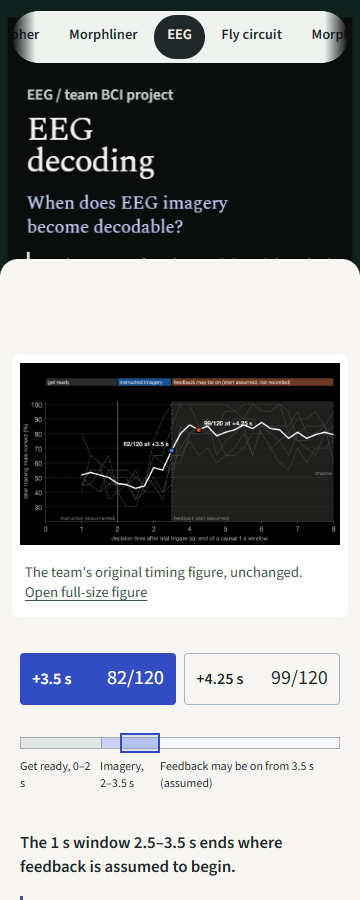 pher Morphliner EEG Fly circuit Morph
EEG / team BCI project
EEG
decoding
When does EEG imagery
become decodable?
get ready instructed imagery feedback may be on (start assumed, not recorded)
later training trials correct (%)
100
90
80
70
60
50
40
30
99/120 at +4.25 s
82/120 at +3.5 s
chance
instruction (documented) feedback start (assumed)
0 1 2 3 4 5 6 7 8
decision time after trial trigger (s): end of a causal 1 s window
The team's original timing figure, unchanged.
Open full-size figure
+3.5 s 82/120 +4.25 s 99/120
Get ready, 0–2 s
Imagery, 2–3.5 s
Feedback may be on from 3.5 s
(assumed)
The 1 s window 2.5–3.5 s ends where
feedback is assumed to begin.